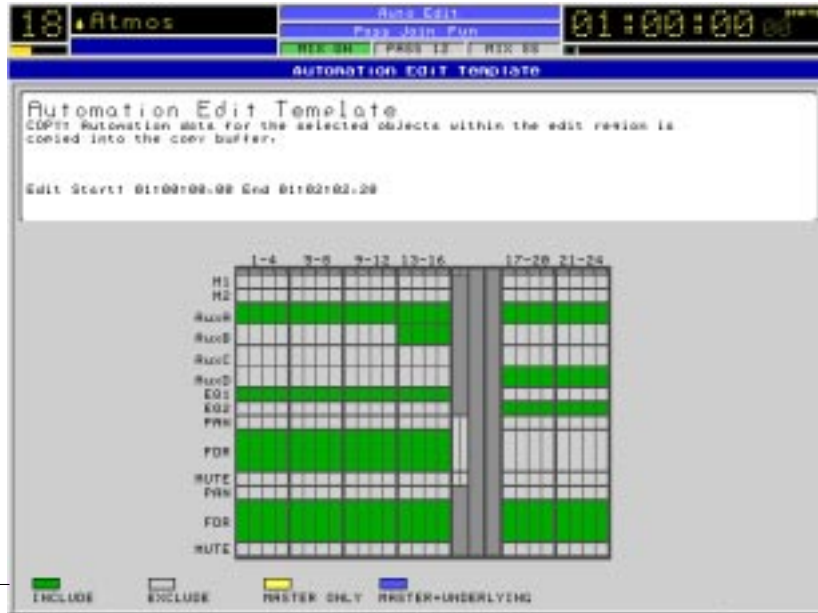 18 Atmos
Auto Edit
Pass Join Pun
MIX ON PASS 12 MIX SS
01:00:00
AUTOMATION EDIT TEMPLATE
Automation Edit Template
COPY: Automation data for the selected objects within the edit region is
copied into the copy buffer.
Edit Start: 01:00:00.00 End 01:02:02.20
1-4 5-8 9-12 13-16 17-20 21-24
M1
M2
AuxA
AuxB
AuxC
AuxD
EQ1
EQ2
PAN
FDR
MUTE
PAN
FDR
MUTE
INCLUDE EXCLUDE MASTER ONLY MASTER+UNDERLYING